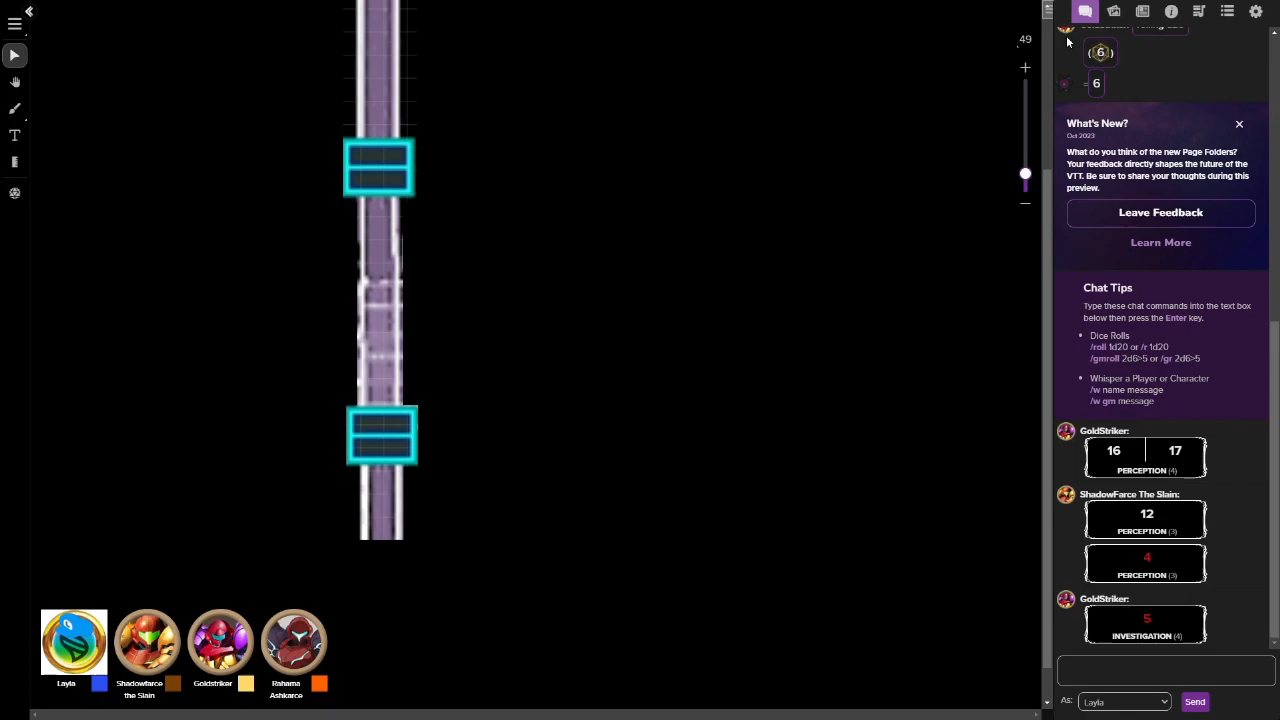 49
(6)
= 6
What's New?
Oct 2023
What do you think of the new Page Folders?
Your feedback directly shapes the future of the
VTT. Be sure to share your thoughts during this
preview.
Leave Feedback
Learn More
Chat Tips
Type these chat commands into the text box
below then press the Enter key.
• Dice Rolls
/roll 1d20 or /r 1d20
/gmroll 2d6>5 or /gr 2d6>5
• Whisper a Player or Character
/w name message
/w gm message
GoldStriker:
16 17
PERCEPTION (4)
ShadowFarce The Slain:
12
PERCEPTION (3)
4
PERCEPTION (3)
GoldStriker:
5
INVESTIGATION (4)
Layla
Shadowfarce
the Slain
Goldstriker
Rahama
Ashkarce
As: Layla Send